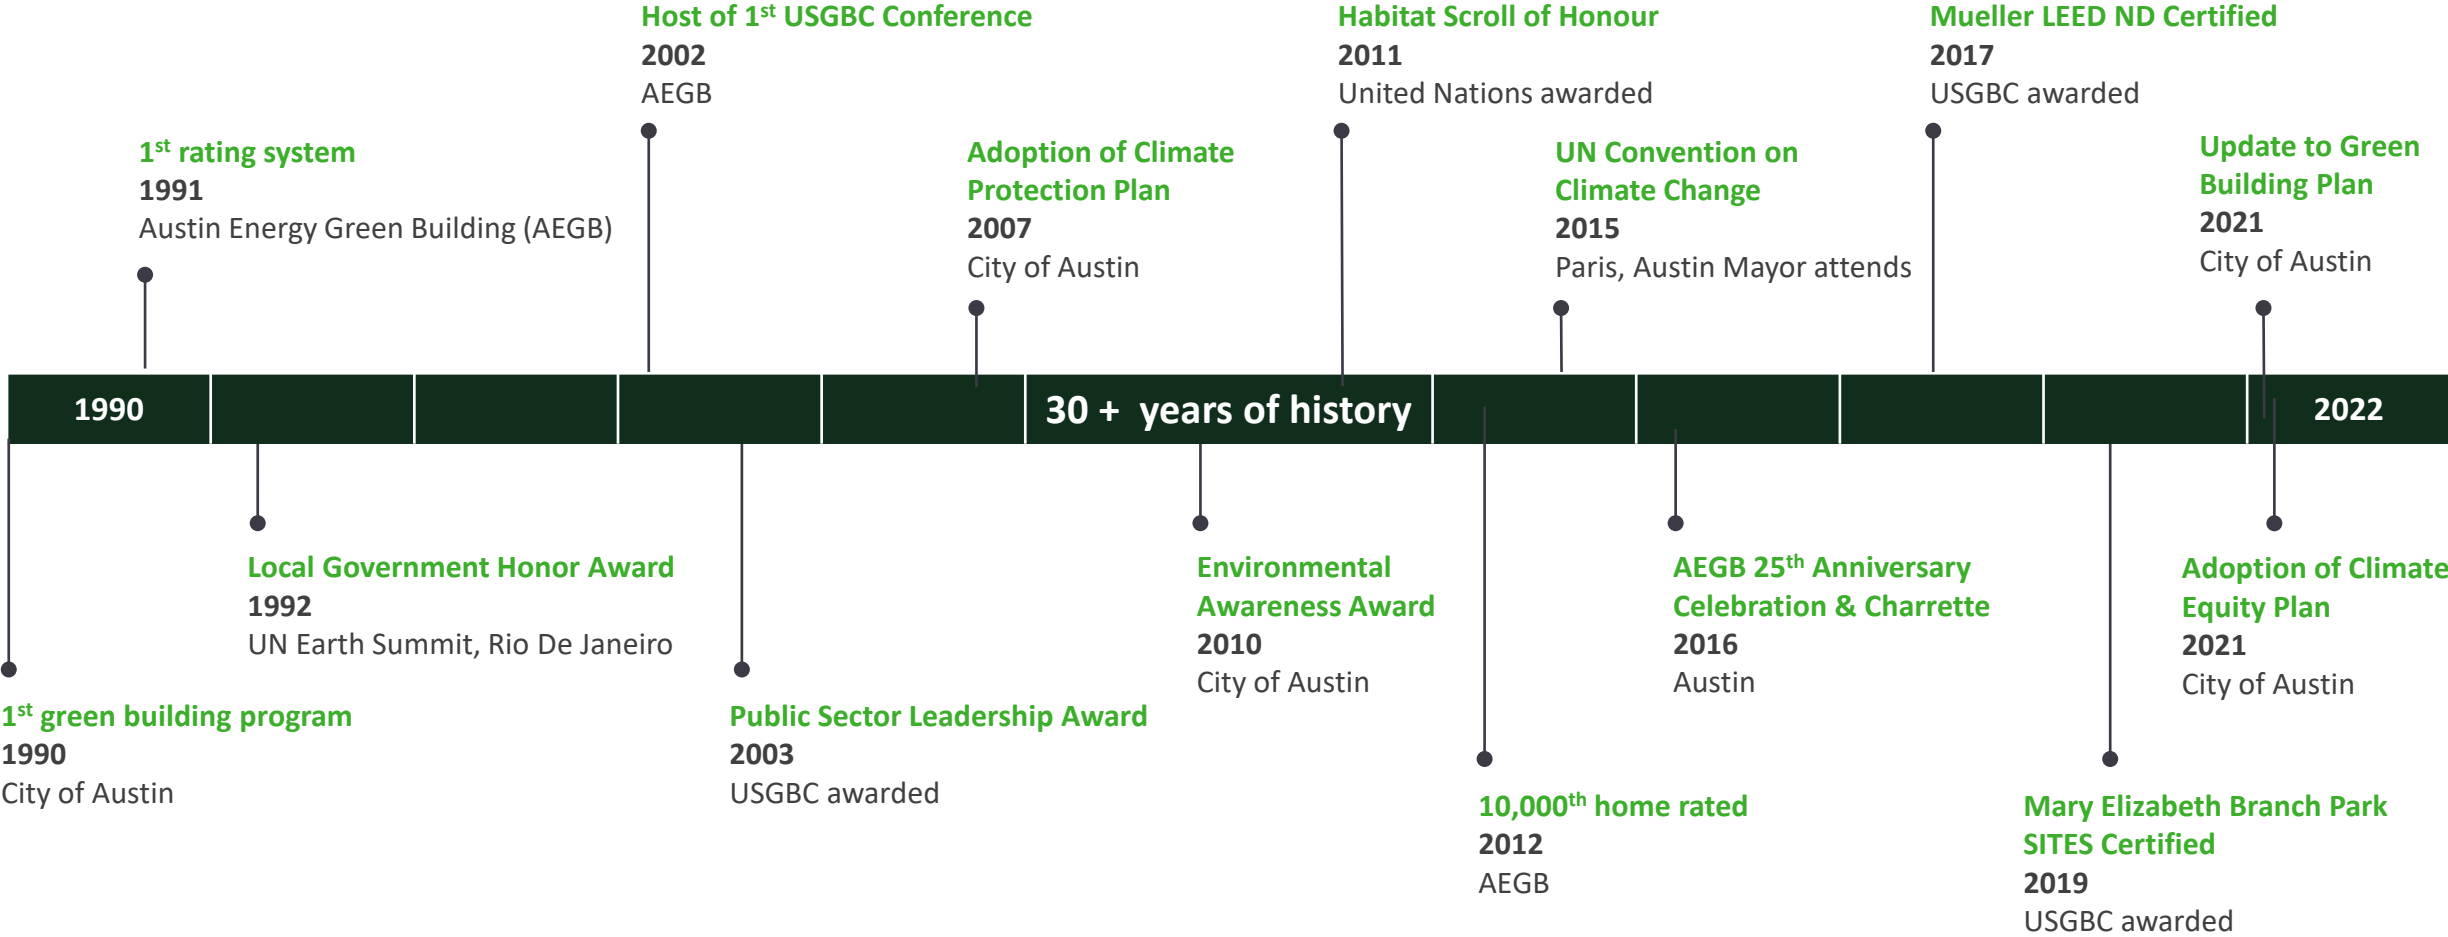 Host of 1st USGBC Conference
2002
AEGB
Habitat Scroll of Honour
2011
United Nations awarded
Mueller LEED ND Certified
2017
USGBC awarded
1st rating system
1991
Austin Energy Green Building (AEGB)
Adoption of Climate
Protection Plan
2007
City of Austin
UN Convention on
Climate Change
2015
Paris, Austin Mayor attends
Update to Green
Building Plan
2021
City of Austin
1990
30 + years of history
2022
Local Government Honor Award
1992
UN Earth Summit, Rio De Janeiro
Environmental
Awareness Award
2010
City of Austin
AEGB 25th Anniversary
Celebration & Charrette
2016
Austin
Adoption of Climate
Equity Plan
2021
City of Austin
1st green building program
1990
City of Austin
Public Sector Leadership Award
2003
USGBC awarded
10,000th home rated
2012
AEGB
Mary Elizabeth Branch Park
SITES Certified
2019
USGBC awarded